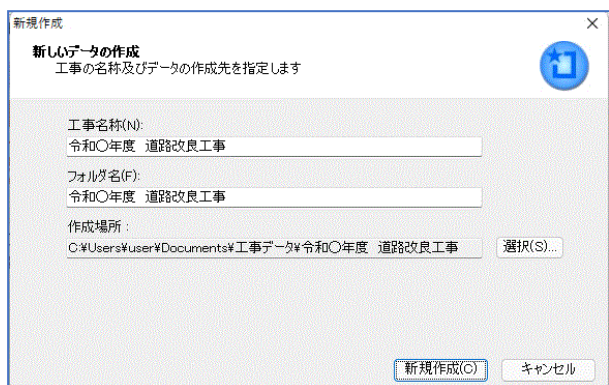 新規作成
新しいデータの作成
工事の名称及びデータの作成先を指定します
工事名称(N):
令和〇年度 道路改良工事
フォルダ名(F):
令和〇年度 道路改良工事
作成場所:
C:¥Users¥user¥Documents¥工事データ¥令和〇年度 道路改良工事
選択(S)...
新規作成(C)
キャンセル